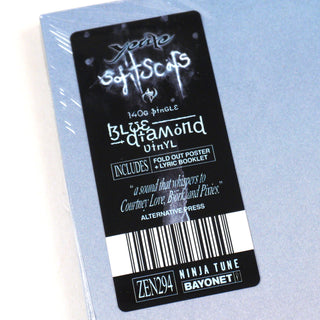 yeule
softscars
140G SINGLE
BLUE
diamond
VINYL
INCLUDES FOLD OUT POSTER
+ LYRIC BOOKLET
"a sound that whispers to
Courtney Love, Björk and Pixies."
ALTERNATIVE PRESS
ZEN294
NINJA TUNE
BAYONET